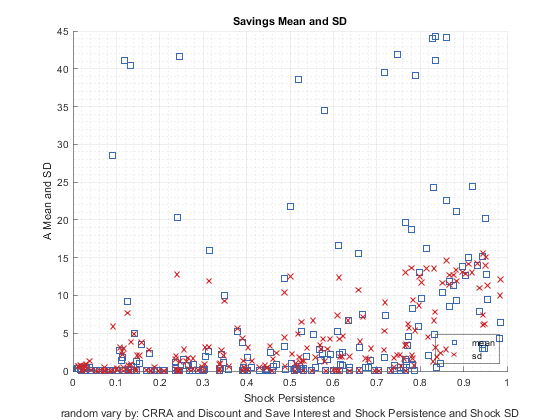 Savings Mean and SD
45
40
35
30
25
20
15
10
5
0
A Mean and SD
mean
sd
0 0.1 0.2 0.3 0.4 0.5 0.6 0.7 0.8 0.9 1
Shock Persistence
random vary by: CRRA and Discount and Save Interest and Shock Persistence and Shock SD